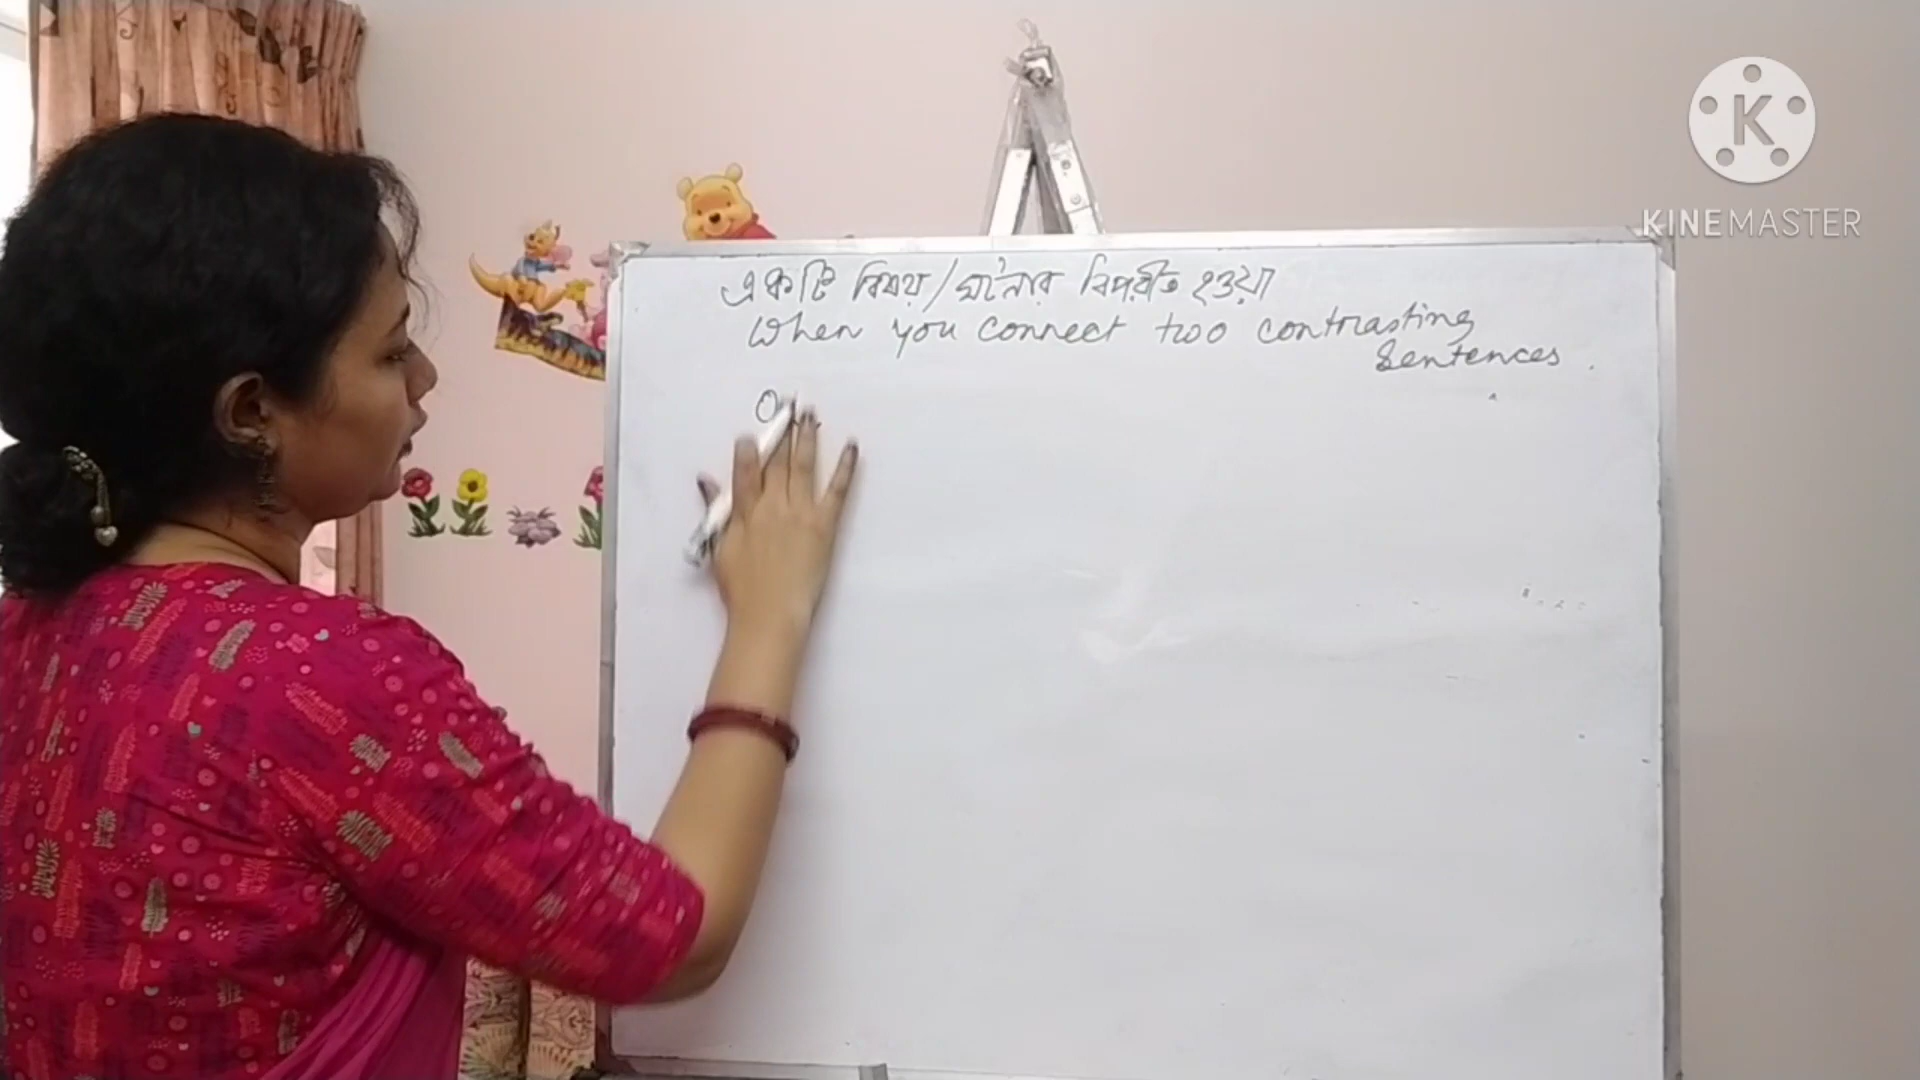 একটি বিষয়/ঘটনার বিপরীত হওয়া
When you connect two contrasting
Sentences.
K
KINEMASTER